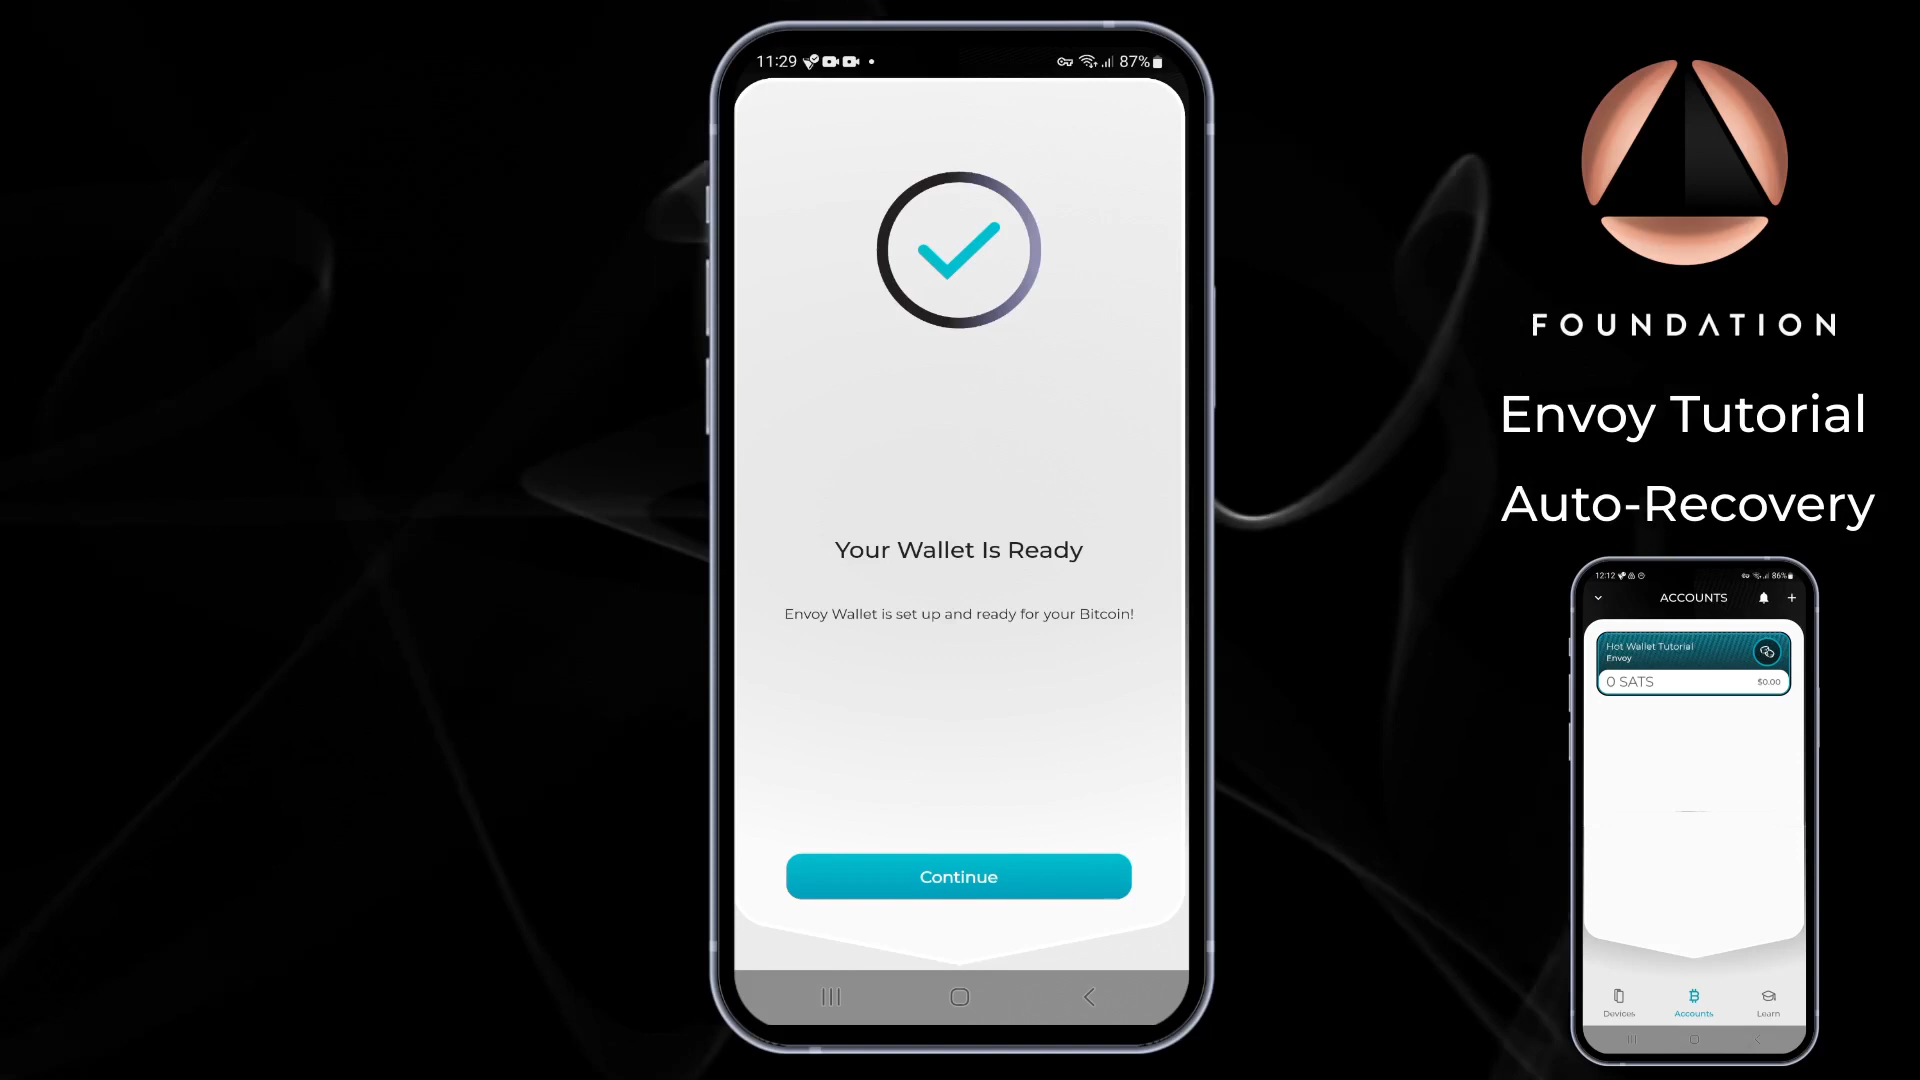 11:29
87%
Your Wallet Is Ready
Envoy Wallet is set up and ready for your Bitcoin!
Continue
FOUNDATION
Envoy Tutorial
Auto-Recovery
12:12
86%
ACCOUNTS
Hot Wallet Tutorial
Envoy
0 SATS
$0.00
Devices
Accounts
Learn